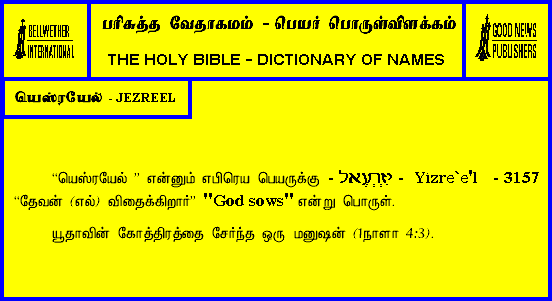 BELLWETHER
INTERNATIONAL
பரிசுத்த வேதாகமம் - பெயர் பொருள்விளக்கம்
THE HOLY BIBLE - DICTIONARY OF NAMES
GOOD NEWS
PUBLISHERS
யெஸ்ரயேல் - JEZREEL
“யெஸ்ரயேல் ” என்னும் எபிரெய பெயருக்கு - יִזְרְעֶאל - Yizre`e'l - 3157
“தேவன் (எல்) விதைக்கிறார்” "God sows" என்று பொருள்.
யூதாவின் கோத்திரத்தை சேர்ந்த ஒரு மனுஷன் (1நாளா 4:3).